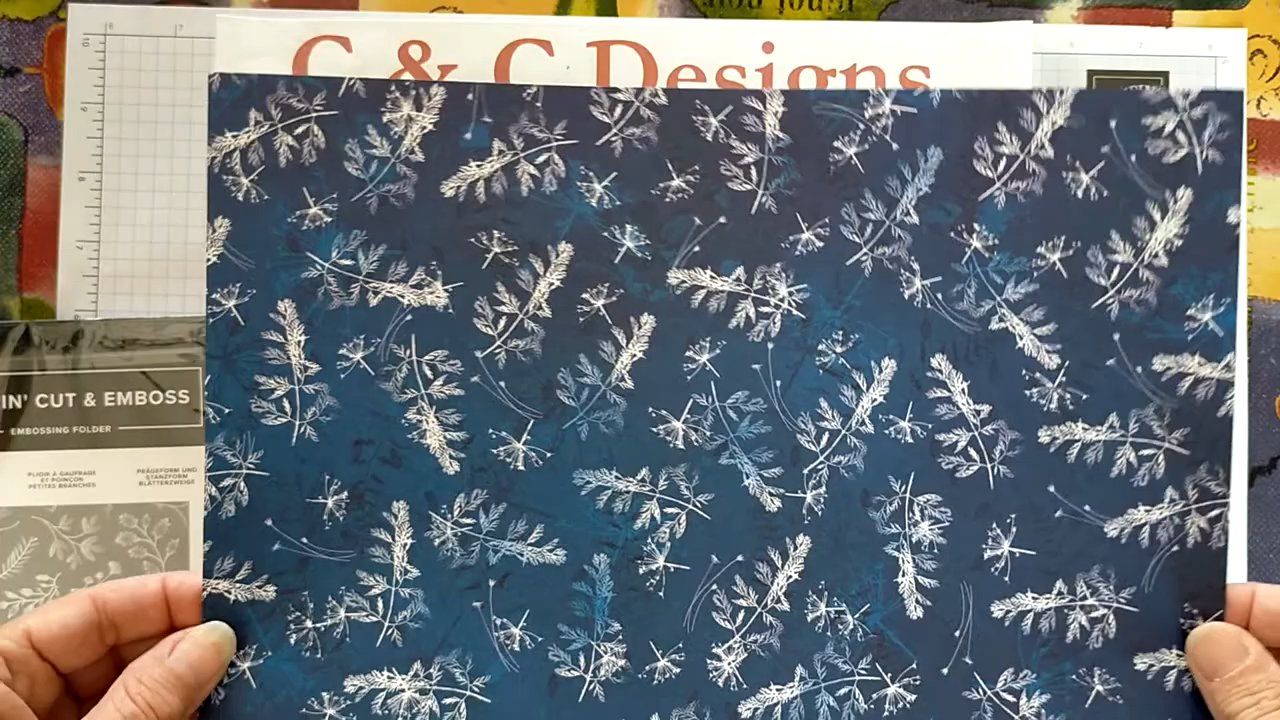 C & C Designs
IN' CUT & EMBOSS
EMBOSSING FOLDER
PLIOIR À GAUFRAGE
ET POINÇON
PETITES BRANCHES
PRÄGEFORM UND
STANZFORM
BLÄTTERZWEIGE